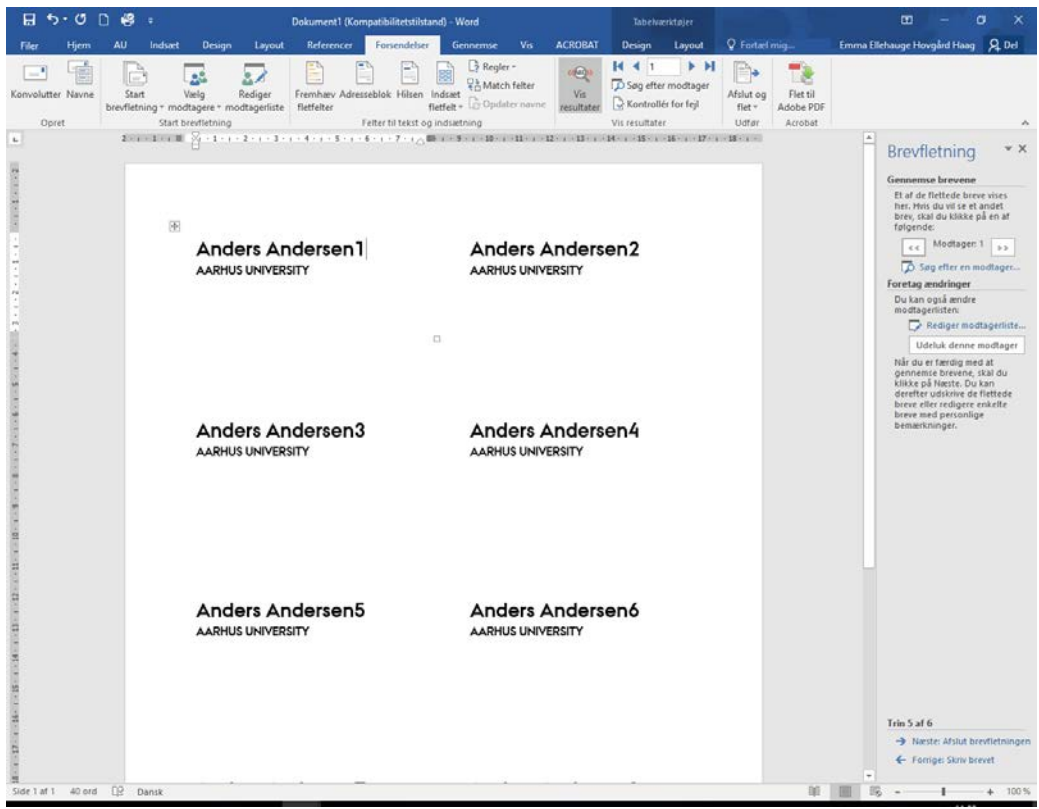 Dokument1 (Kompatibilitetstilstand) - Word
Tabelværktøjer
Filer Hjem AU Indsæt Design Layout Referencer Forsendelser Gennemse Vis ACROBAT Design Layout Fortæl mig... Emma Ellehauge Hovgård Haag Del
Konvolutter Navne
Opret
Start brevfletning
Vælg modtagere
Rediger modtagerliste
Start brevfletning
Fremhæv fletfelter
Adresseblok
Hilsen
Indsæt fletfelt
Regler
Match felter
Opdater navne
Felter til tekst og indsætning
ABC
Vis resultater
1
Søg efter modtager
Kontrollér for fejl
Vis resultater
Afslut og flet
Udfør
Flet til Adobe PDF
Acrobat
Anders Andersen1
AARHUS UNIVERSITY
Anders Andersen2
AARHUS UNIVERSITY
Anders Andersen3
AARHUS UNIVERSITY
Anders Andersen4
AARHUS UNIVERSITY
Anders Andersen5
AARHUS UNIVERSITY
Anders Andersen6
AARHUS UNIVERSITY
Brevfletning
Gennemse brevene
Et af de flettede breve vises
her. Hvis du vil se et andet
brev, skal du klikke på en af
følgende:
<< Modtager: 1 >>
Søg efter en modtager...
Foretag ændringer
Du kan også ændre
modtagerlisten:
Rediger modtagerliste...
Udeluk denne modtager
Når du er færdig med at
gennemse brevene, skal du
klikke på Næste. Du kan
derefter udskrive de flettede
breve eller redigere enkelte
breve med personlige
bemærkninger.
Trin 5 af 6
Næste: Afslut brevfletningen
Forrige: Skriv brevet
Side 1 af 1 40 ord Dansk 100 %